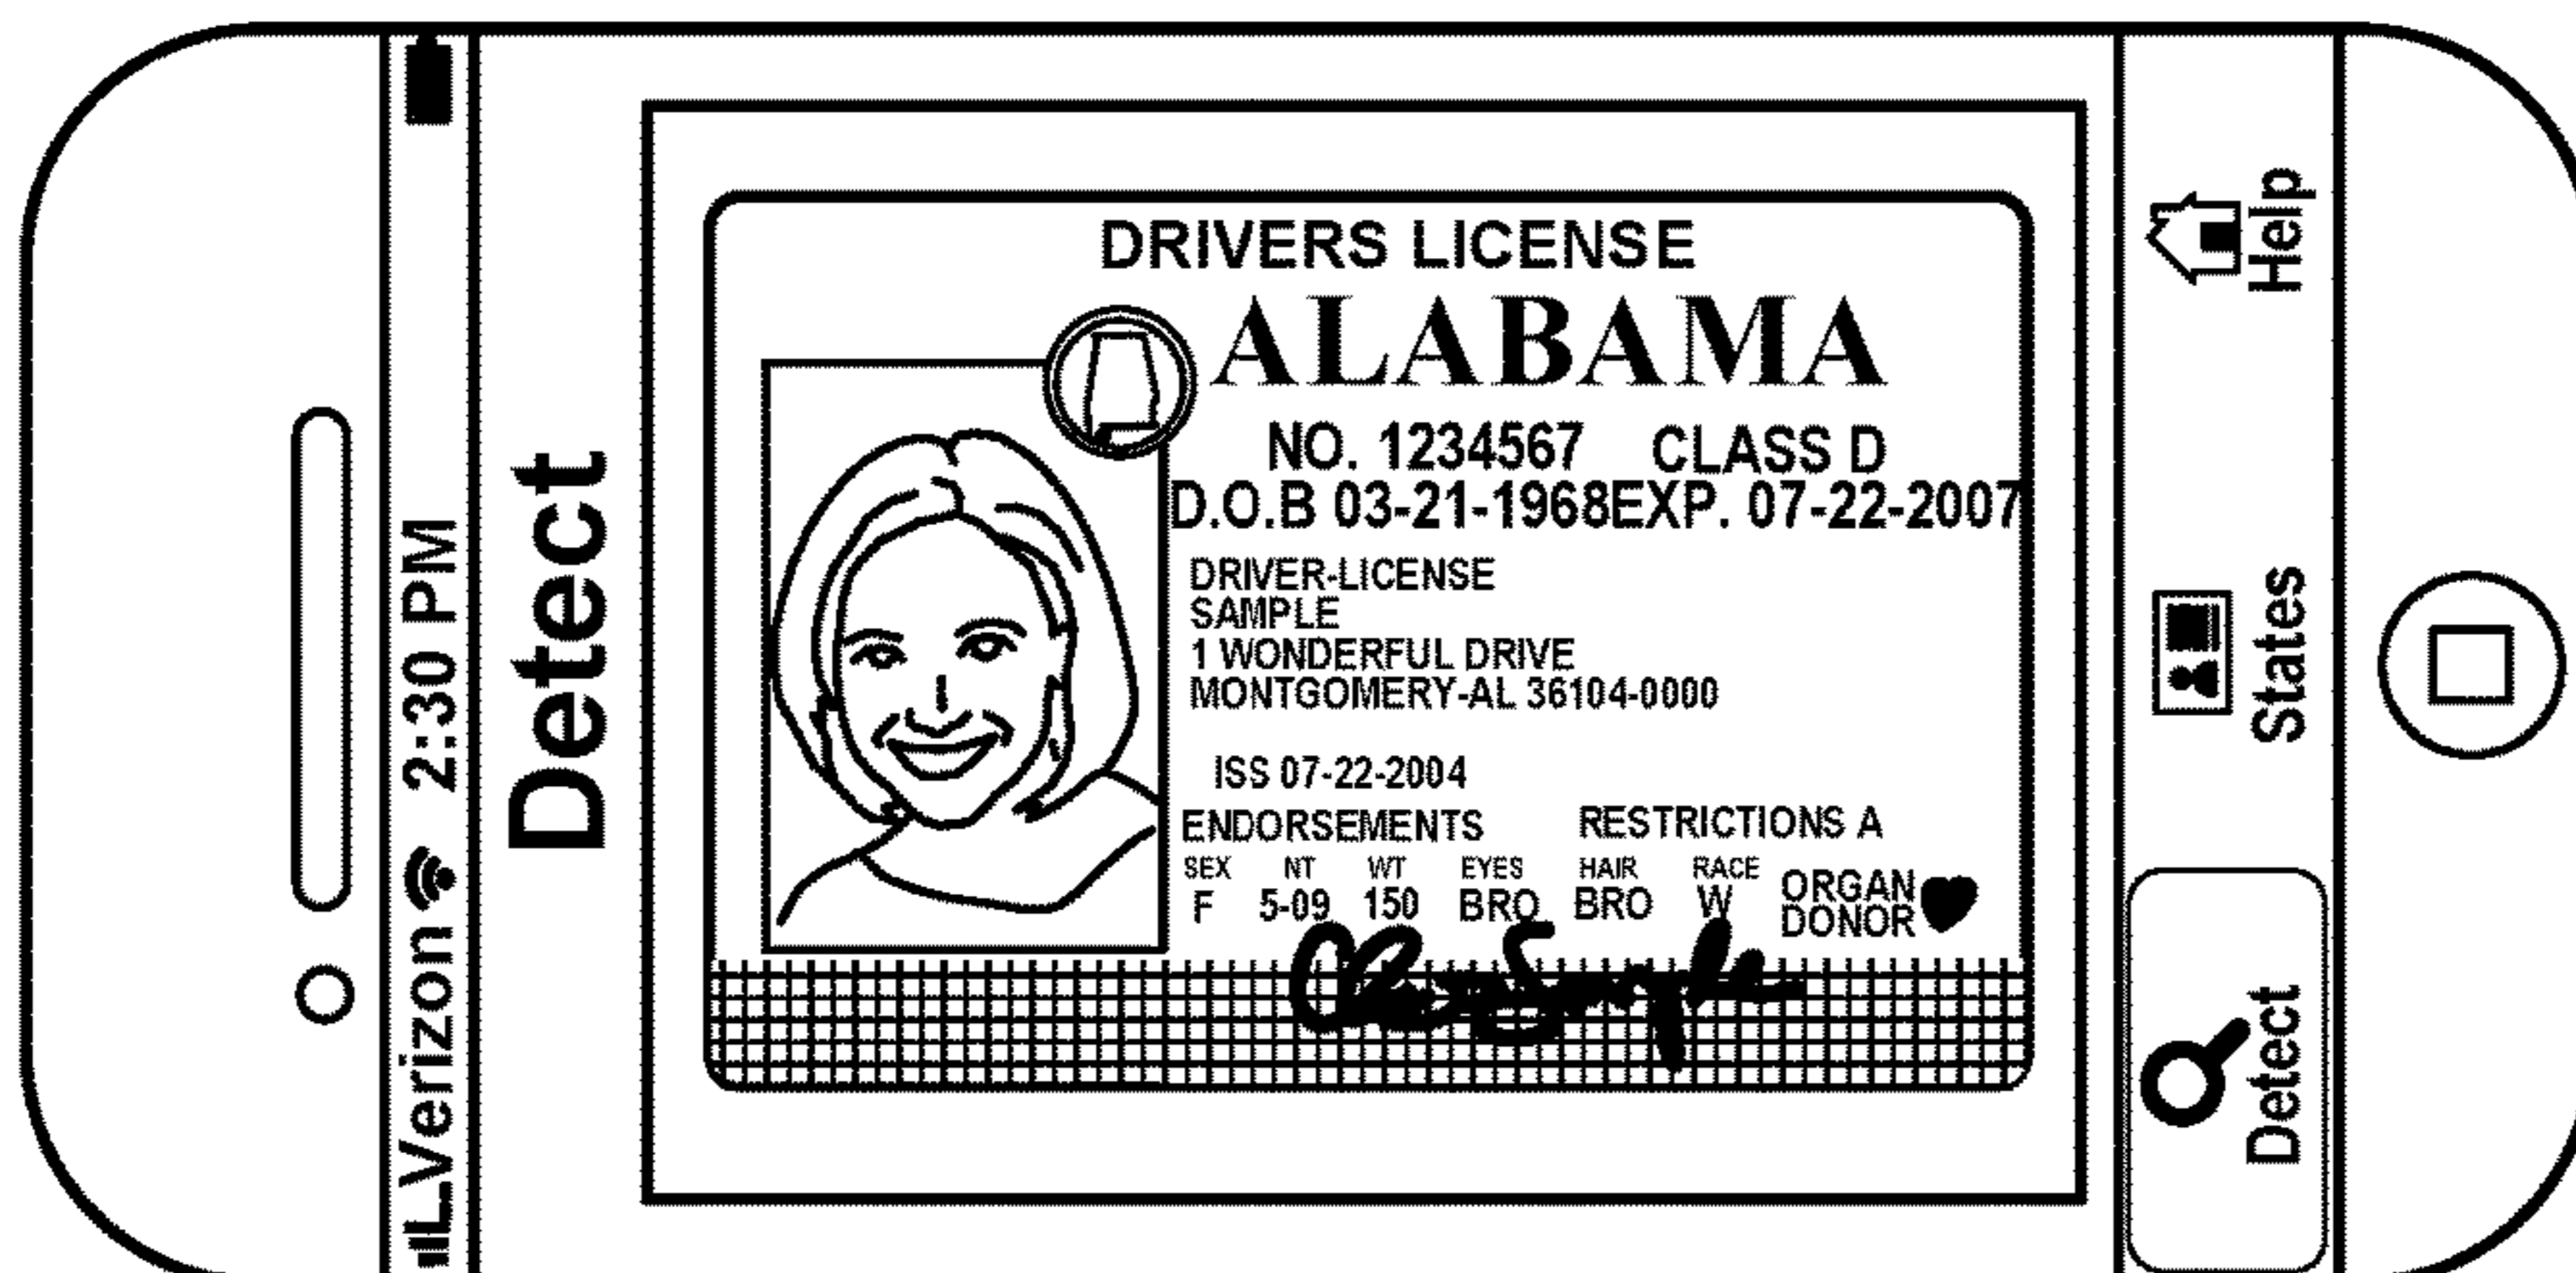 Verizon 2:30 PM
Detect
DRIVERS LICENSE
ALABAMA
NO. 1234567 CLASS D
D.O.B 03-21-1968EXP. 07-22-2007
DRIVER-LICENSE
SAMPLE
1 WONDERFUL DRIVE
MONTGOMERY-AL 36104-0000
ISS 07-22-2004
ENDORSEMENTS RESTRICTIONS A
SEX NT WT EYES HAIR RACE
F 5-09 150 BRO BRO W
ORGAN
DONOR
Detect
States
Help